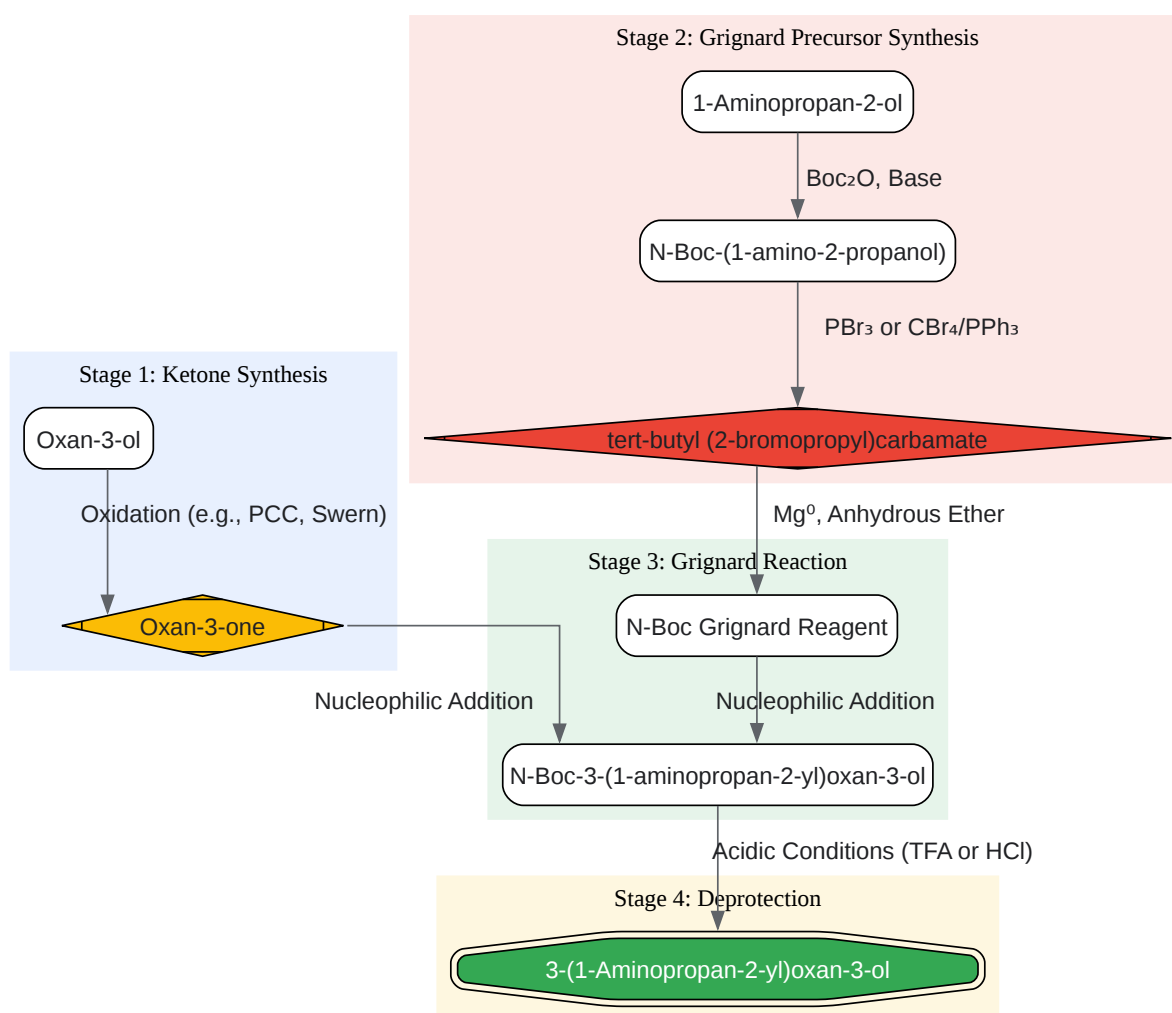 Stage 2: Grignard Precursor Synthesis
1-Aminopropan-2-ol
Boc₂O, Base
N-Boc-(1-amino-2-propanol)
PBr₃ or CBr₄/PPh₃
tert-butyl (2-bromopropyl)carbamate
Stage 1: Ketone Synthesis
Oxan-3-ol
Oxidation (e.g., PCC, Swern)
Oxan-3-one
Mg⁰, Anhydrous Ether
Stage 3: Grignard Reaction
N-Boc Grignard Reagent
Nucleophilic Addition
Nucleophilic Addition
N-Boc-3-(1-aminopropan-2-yl)oxan-3-ol
Acidic Conditions (TFA or HCl)
Stage 4: Deprotection
3-(1-Aminopropan-2-yl)oxan-3-ol